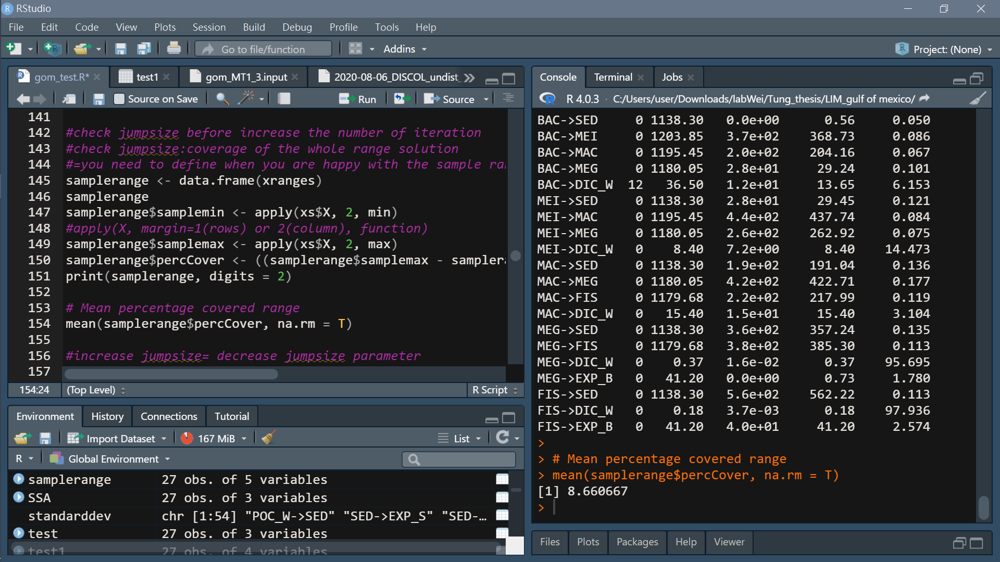 RStudio
File Edit Code View Plots Session Build Debug Profile Tools Help
Go to file/function Addins Project: (None)
gom_test.R* test1 gom_MT1_3.input 2020-08-06_DISCOL_undist
Source on Save Run Source
141
142 #check jumpsize before increase the number of iteration
143 #check jumpsize:coverage of the whole range solution
144 #=you need to define when you are happy with the sample
145 samplerange <- data.frame(xranges)
146 samplerange
147 samplerange$samplemin <- apply(xs$X, 2, min)
148 #apply(X, margin=1(rows) or 2(column), function)
149 samplerange$samplemax <- apply(xs$X, 2, max)
150 samplerange$percCover <- ((samplerange$samplemax -
151 print(samplerange, digits = 2)
152
153 # Mean percentage covered range
154 mean(samplerange$percCover, na.rm = T)
155
156 #increase jumpsize= decrease jumpsize parameter
157
154:24 (Top Level) R Script
Environment History Connections Tutorial
Import Dataset 167 MiB List
R Global Environment
samplerange 27 obs. of 5 variables
SSA 27 obs. of 3 variables
standarddev chr [1:54] "POC_W->SED" "SED->EXP_S" "SED-…
test 27 obs. of 3 variables
test1 27 obs. of 4 variables
Console Terminal Jobs
R 4.0.3 · C:/Users/user/Downloads/labWei/Tung_thesis/LIM_gulf of mexico/
BAC->SED 0 1138.30 0.0e+00 0.56 0.050
BAC->MEI 0 1203.85 3.7e+02 368.73 0.086
BAC->MAC 0 1195.45 2.0e+02 204.16 0.067
BAC->MEG 0 1180.05 2.8e+01 29.24 0.101
BAC->DIC_W 12 36.50 1.2e+01 13.65 6.153
MEI->SED 0 1138.30 2.8e+01 29.45 0.121
MEI->MAC 0 1195.45 4.4e+02 437.74 0.084
MEI->MEG 0 1180.05 2.6e+02 262.92 0.075
MEI->DIC_W 0 8.40 7.2e+00 8.40 14.473
MAC->SED 0 1138.30 1.9e+02 191.04 0.136
MAC->MEG 0 1180.05 4.2e+02 422.71 0.177
MAC->FIS 0 1179.68 2.2e+02 217.99 0.119
MAC->DIC_W 0 15.40 1.5e+01 15.40 3.104
MEG->SED 0 1138.30 3.6e+02 357.24 0.135
MEG->FIS 0 1179.68 3.8e+02 385.30 0.113
MEG->DIC_W 0 0.37 1.6e-02 0.37 95.695
MEG->EXP_B 0 41.20 0.0e+00 0.73 1.780
FIS->SED 0 1138.30 5.6e+02 562.22 0.113
FIS->DIC_W 0 0.18 3.7e-03 0.18 97.936
FIS->EXP_B 0 41.20 4.0e+01 41.20 2.574
>
> # Mean percentage covered range
> mean(samplerange$percCover, na.rm = T)
[1] 8.660667
>
Files Plots Packages Help Viewer